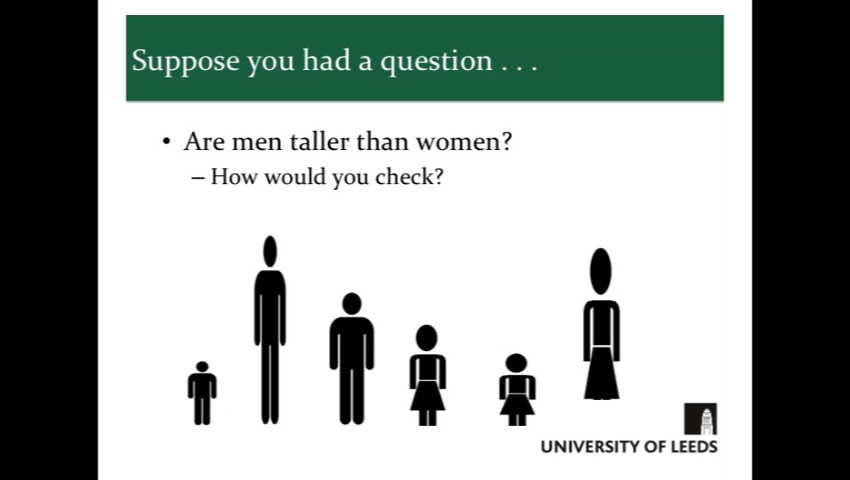 Suppose you had a question . . .
• Are men taller than women?
– How would you check?
UNIVERSITY OF LEEDS